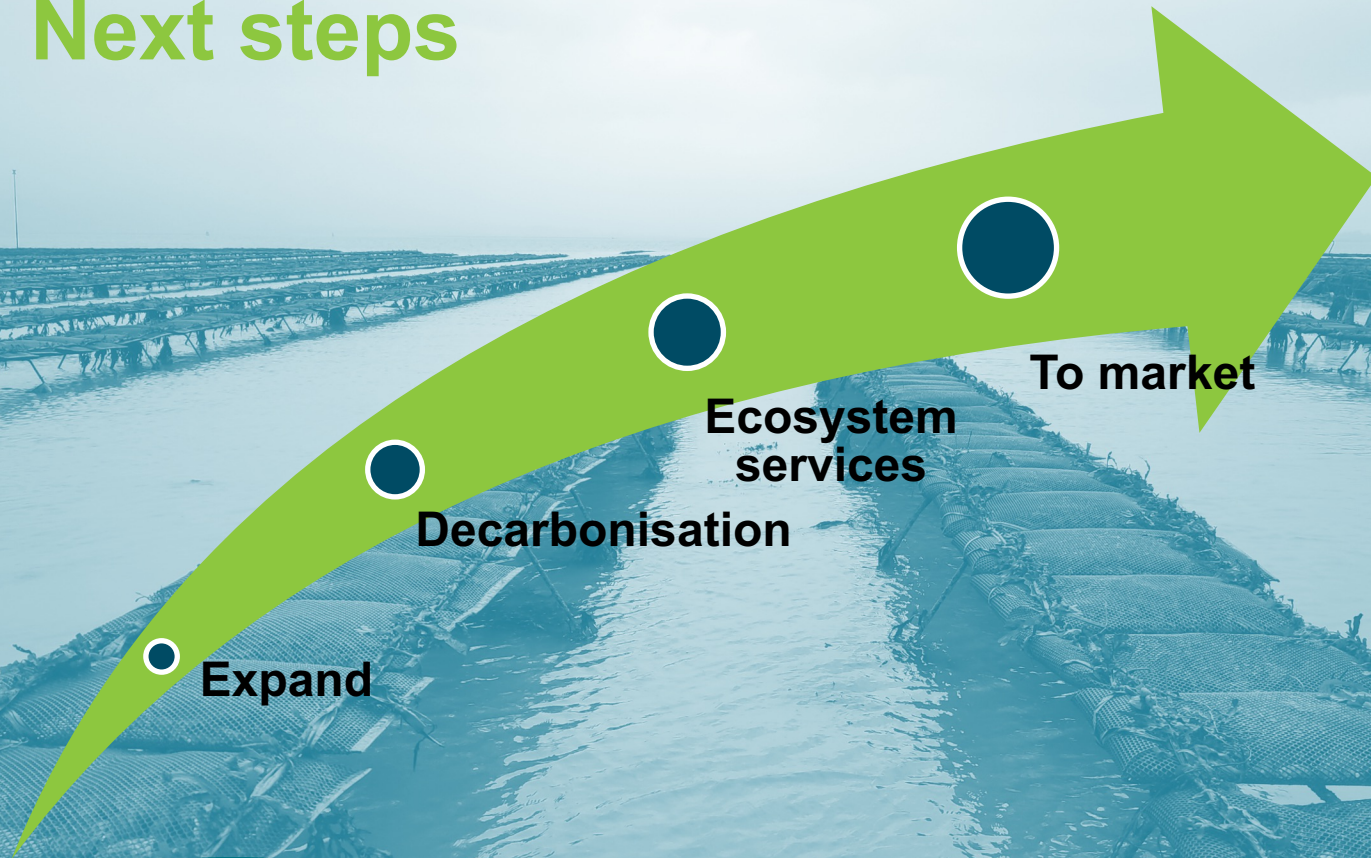 Next steps
To market
Ecosystem
services
Decarbonisation
Expand